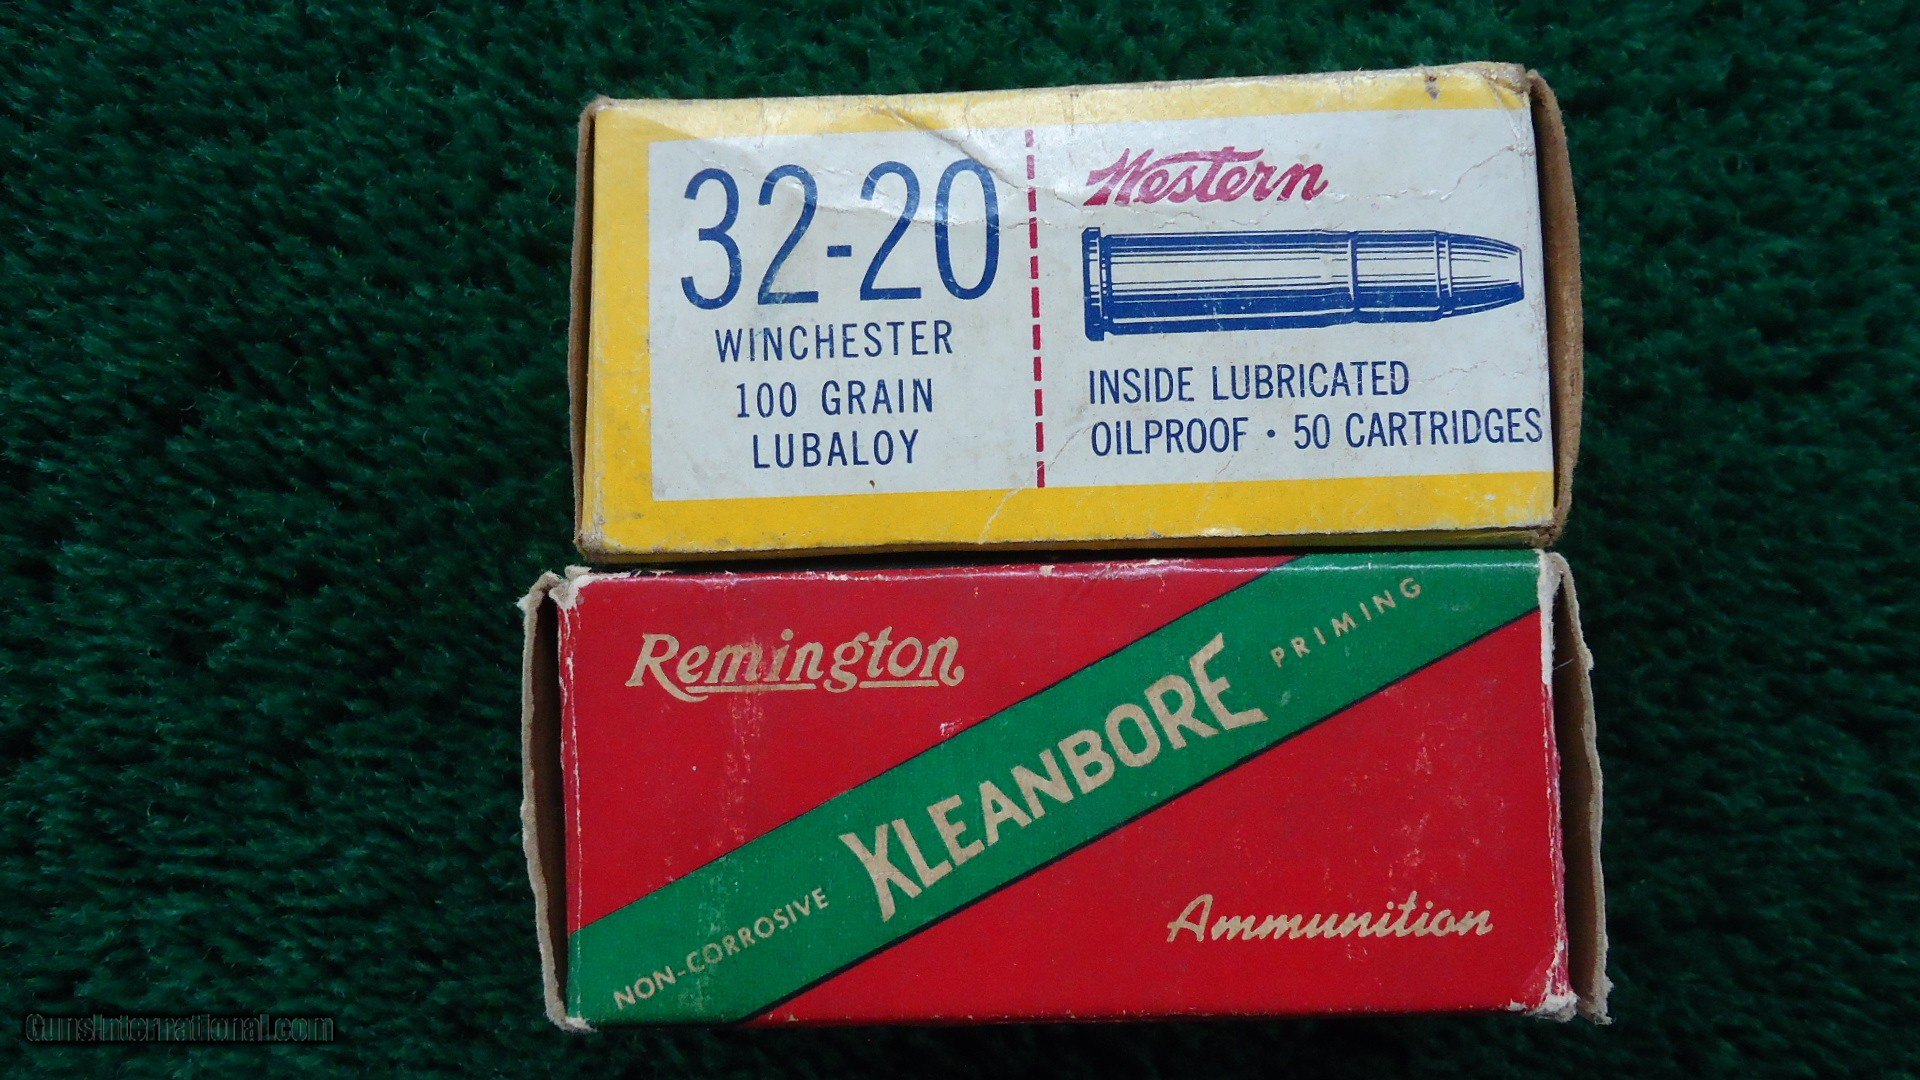 32-20
WINCHESTER
100 GRAIN
LUBALOY
Western
INSIDE LUBRICATED
OILPROOF · 50 CARTRIDGES
Remington
NON-CORROSIVE KLEANBORE PRIMING
Ammunition
GunsInternational.com